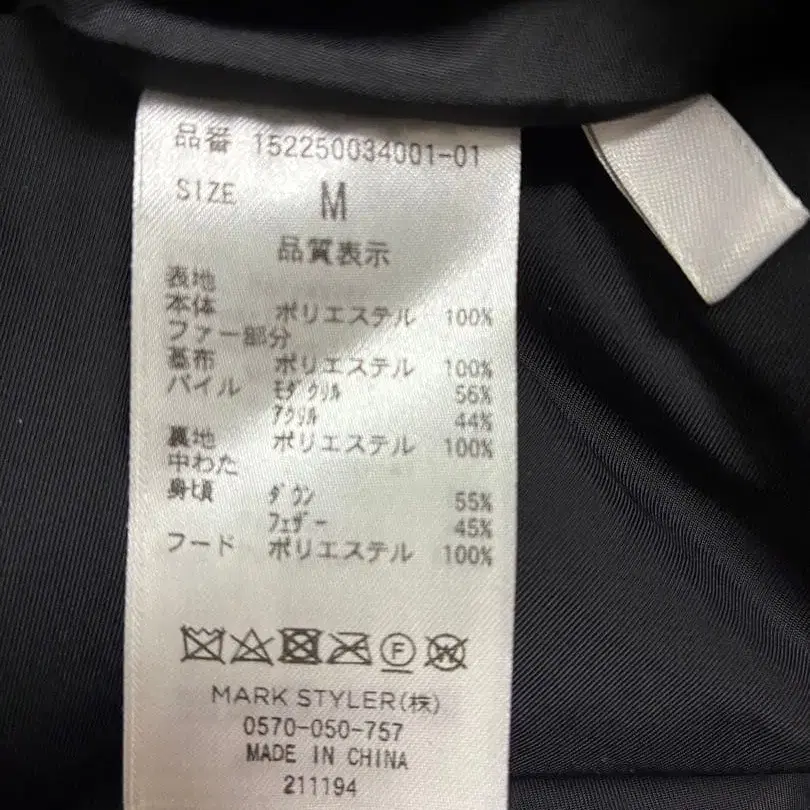 品番 152250034001-01
SIZE M
品質表示
表地
本体 ポリエステル 100%
ファー部分
基布 ポリエステル 100%
パイル モダクリル 56%
アクリル 44%
裏地 ポリエステル 100%
中わた
身頃 ダウン 55%
フェザー 45%
フード ポリエステル 100%
F W
MARK STYLER(株)
0570-050-757
MADE IN CHINA
211194